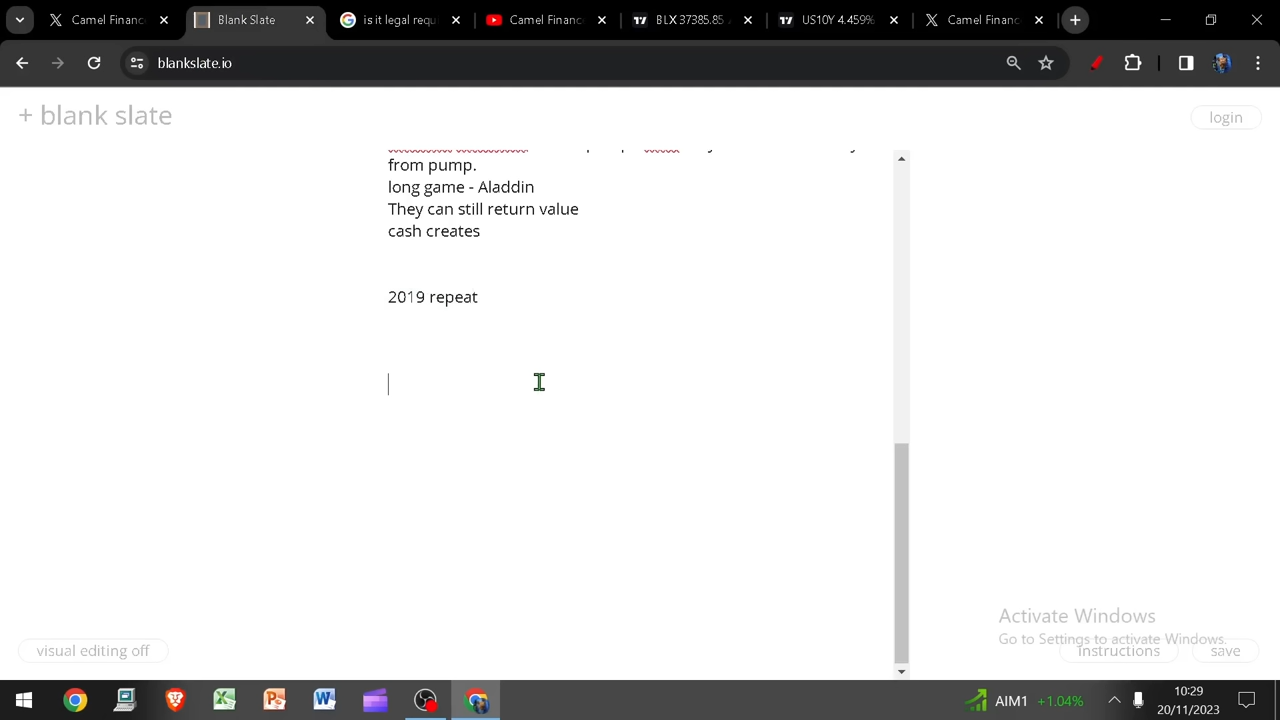 Camel Financ
Blank Slate
is it legal requ
Camel Financ
BLX 37385.85
US10Y 4.459%
Camel Financ
blankslate.io
+ blank slate
login
from pump.
long game - Aladdin
They can still return value
cash creates
2019 repeat
Activate Windows
Go to Settings to activate Windows.
visual editing off
instructions
save
AIM1 +1.04%
10:29
20/11/2023